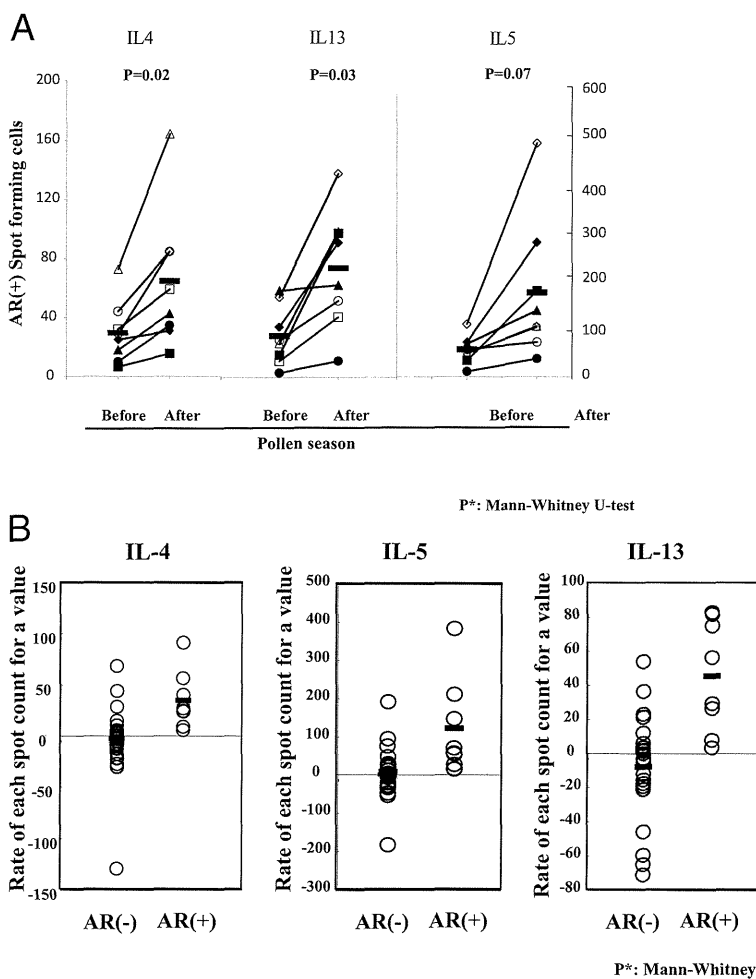 A
IL4 IL13 IL5
P=0.02 P=0.03 P=0.07
AR(+) Spot forming cells
200
160
120
80
40
0
600
500
400
300
200
100
0
Before After Before After Before After
Pollen season
P*: Mann-Whitney U-test
B
IL-4 IL-5 IL-13
Rate of each spot count for a value
150
100
50
0
-50
-100
-150
AR(-) AR(+)
Rate of each spot count for a value
500
400
300
200
100
0
-100
-200
-300
AR(-) AR(+)
Rate of each spot count for a value
100
80
60
40
20
0
-20
-40
-60
-80
AR(-) AR(+)
P*: Mann-Whitney